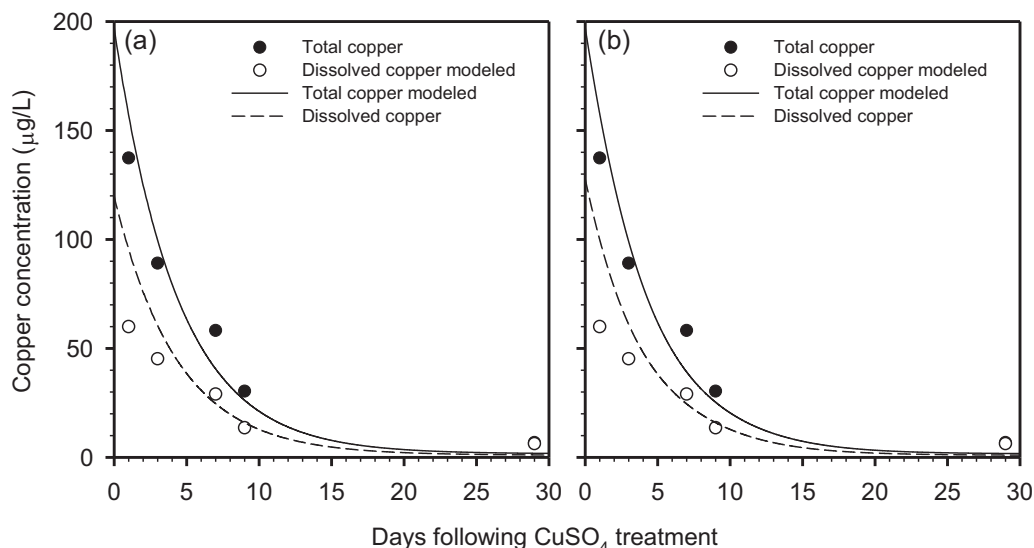 200
150
100
50
0
Copper concentration (μg/L)
(a)
Total copper
Dissolved copper modeled
Total copper modeled
Dissolved copper
(b)
Total copper
Dissolved copper modeled
Total copper modeled
Dissolved copper
0 5 10 15 20 25 30
0 5 10 15 20 25 30
Days following CuSO₄ treatment